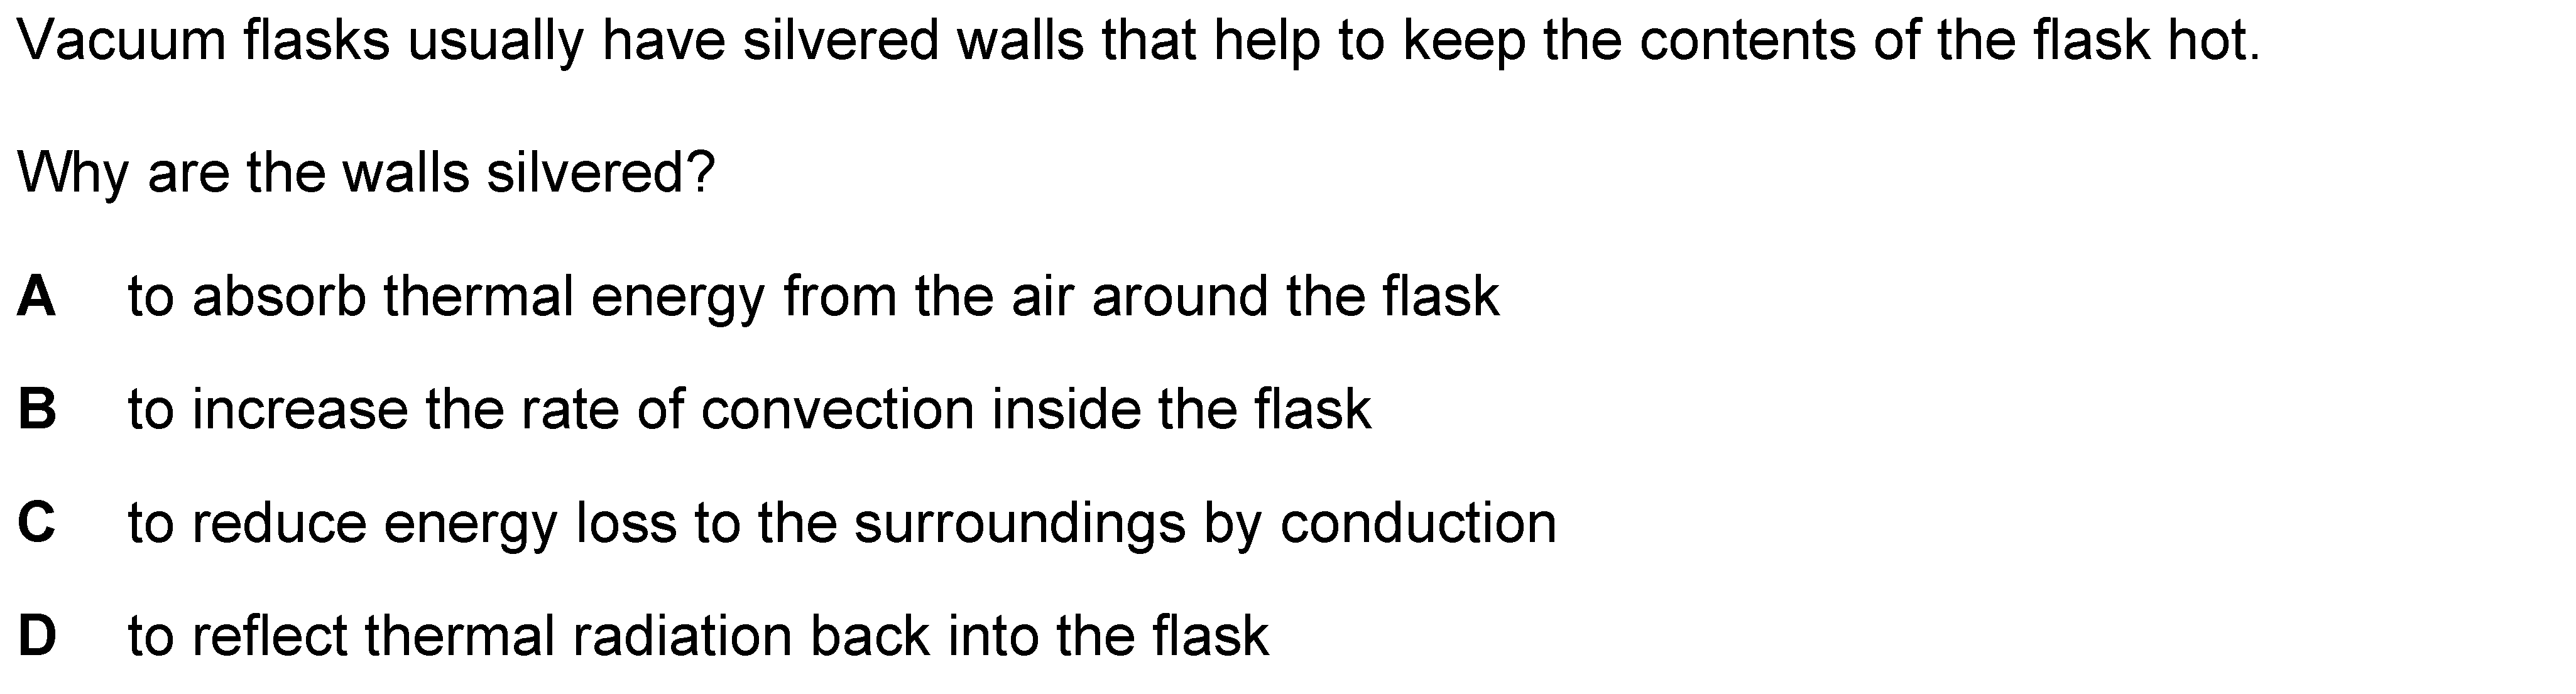 Vacuum flasks usually have silvered walls that help to keep the contents of the flask hot.
Why are the walls silvered?
A to absorb thermal energy from the air around the flask
B to increase the rate of convection inside the flask
C to reduce energy loss to the surroundings by conduction
D to reflect thermal radiation back into the flask